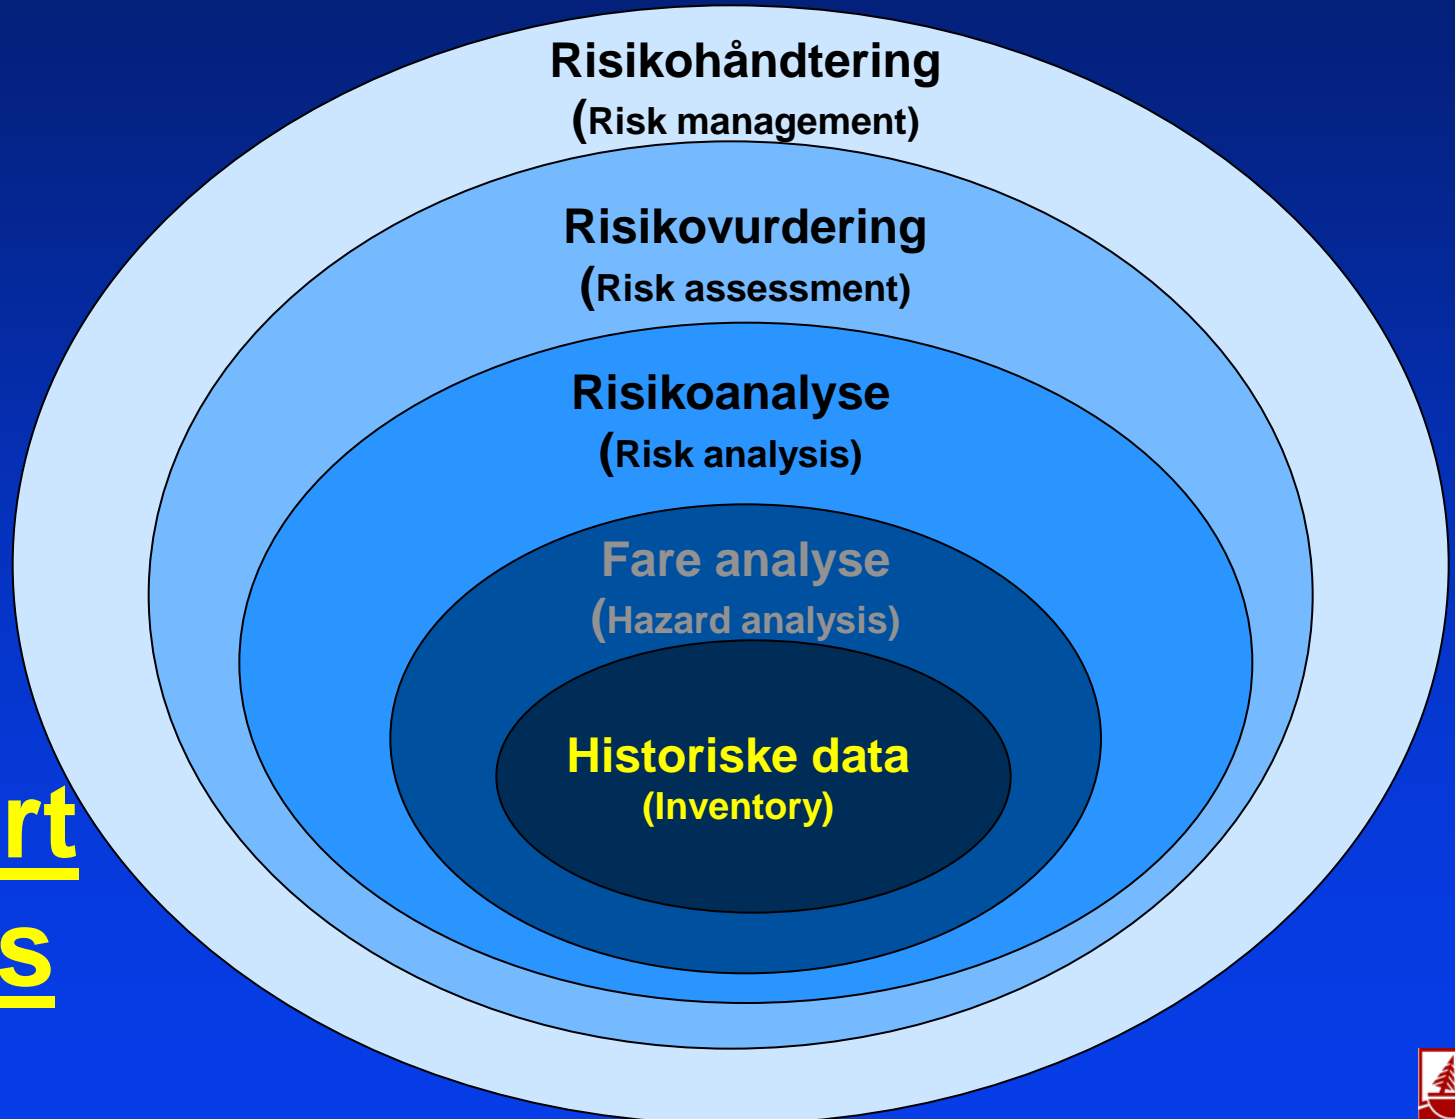 Risikohåndtering
(Risk management)
Risikovurdering
(Risk assessment)
Risikoanalyse
(Risk analysis)
Fare analyse
(Hazard analysis)
Historiske data
(Inventory)
rt
s